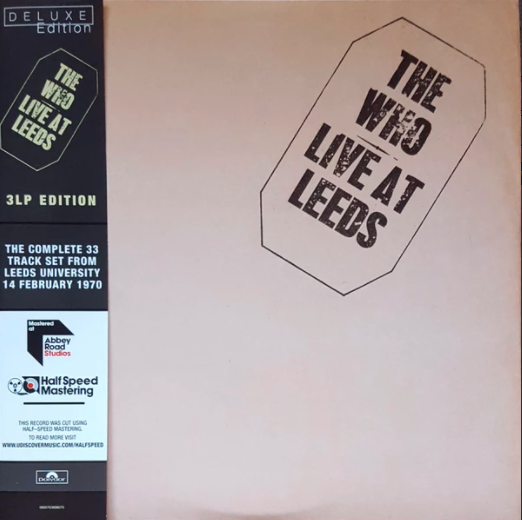 DELUXE
Edition
THE
WHO
LIVE AT
LEEDS
3LP EDITION
THE COMPLETE 33
TRACK SET FROM
LEEDS UNIVERSITY
14 FEBRUARY 1970
Mastered
at
Abbey
Road
Studios
Half Speed
Mastering
THIS RECORD WAS CUT USING
HALF-SPEED MASTERING.
TO READ MORE VISIT
WWW.UDISCOVERMUSIC.COM/HALFSPEED
polydor
THE
WHO
LIVE AT
LEEDS